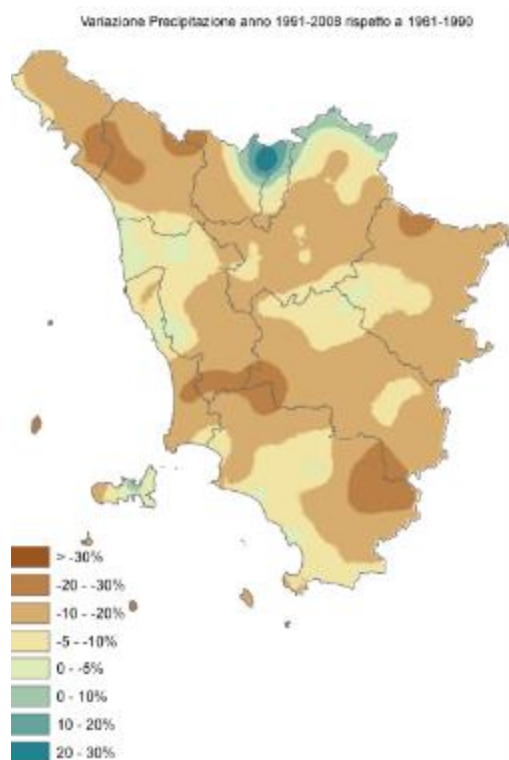 Variazione Precipitazione anno 1991-2008 rispetto a 1961-1990
> -30%
-20 - -30%
-10 - -20%
-5 - -10%
0 - -5%
0 - 10%
10 - 20%
20 - 30%